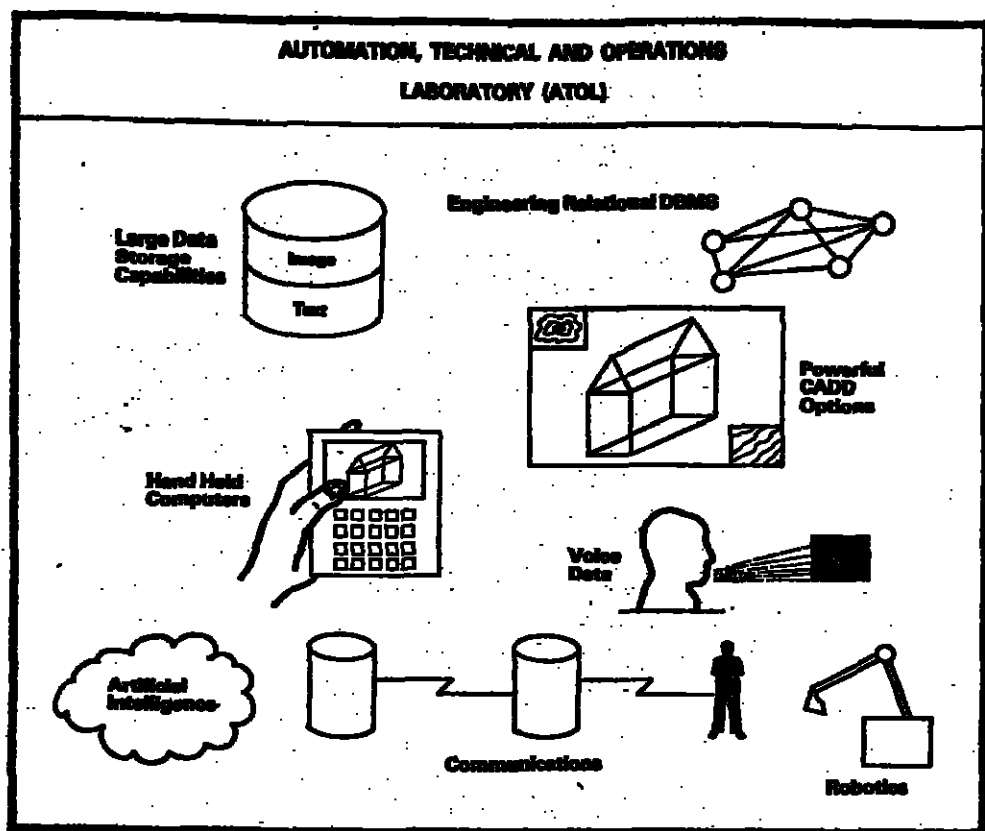 AUTOMATION, TECHNICAL AND OPERATIONS
LABORATORY (ATOL)
Large Data
Storage
Capabilities
Image
Text
Engineering Relational DBMS
Powerful
CADD
Options
Hand Held
Computers
Voice
Data
Artificial
Intelligence
Communications
Robotics